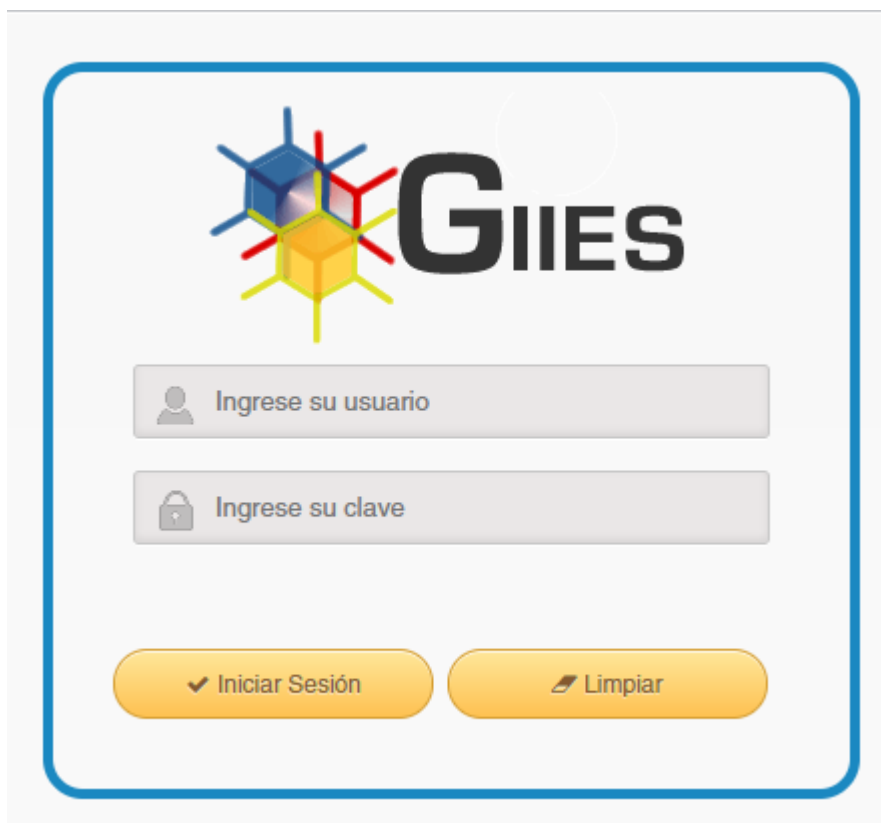 GIIES
Ingrese su usuario
Ingrese su clave
Iniciar Sesión
Limpiar